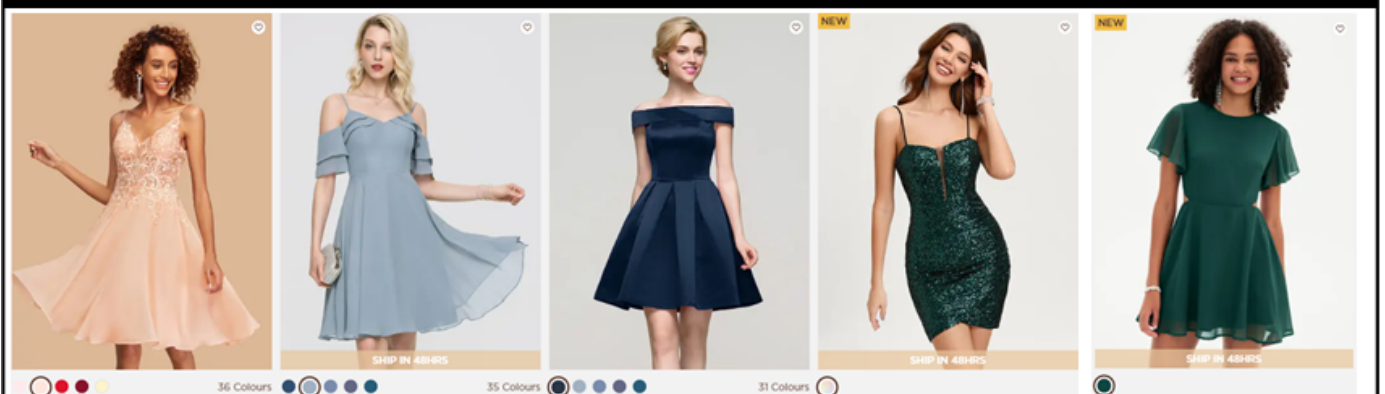 NEW
NEW
SHIP IN 48HRS
SHIP IN 48HRS
SHIP IN 48HRS
36 Colours
35 Colours
31 Colours